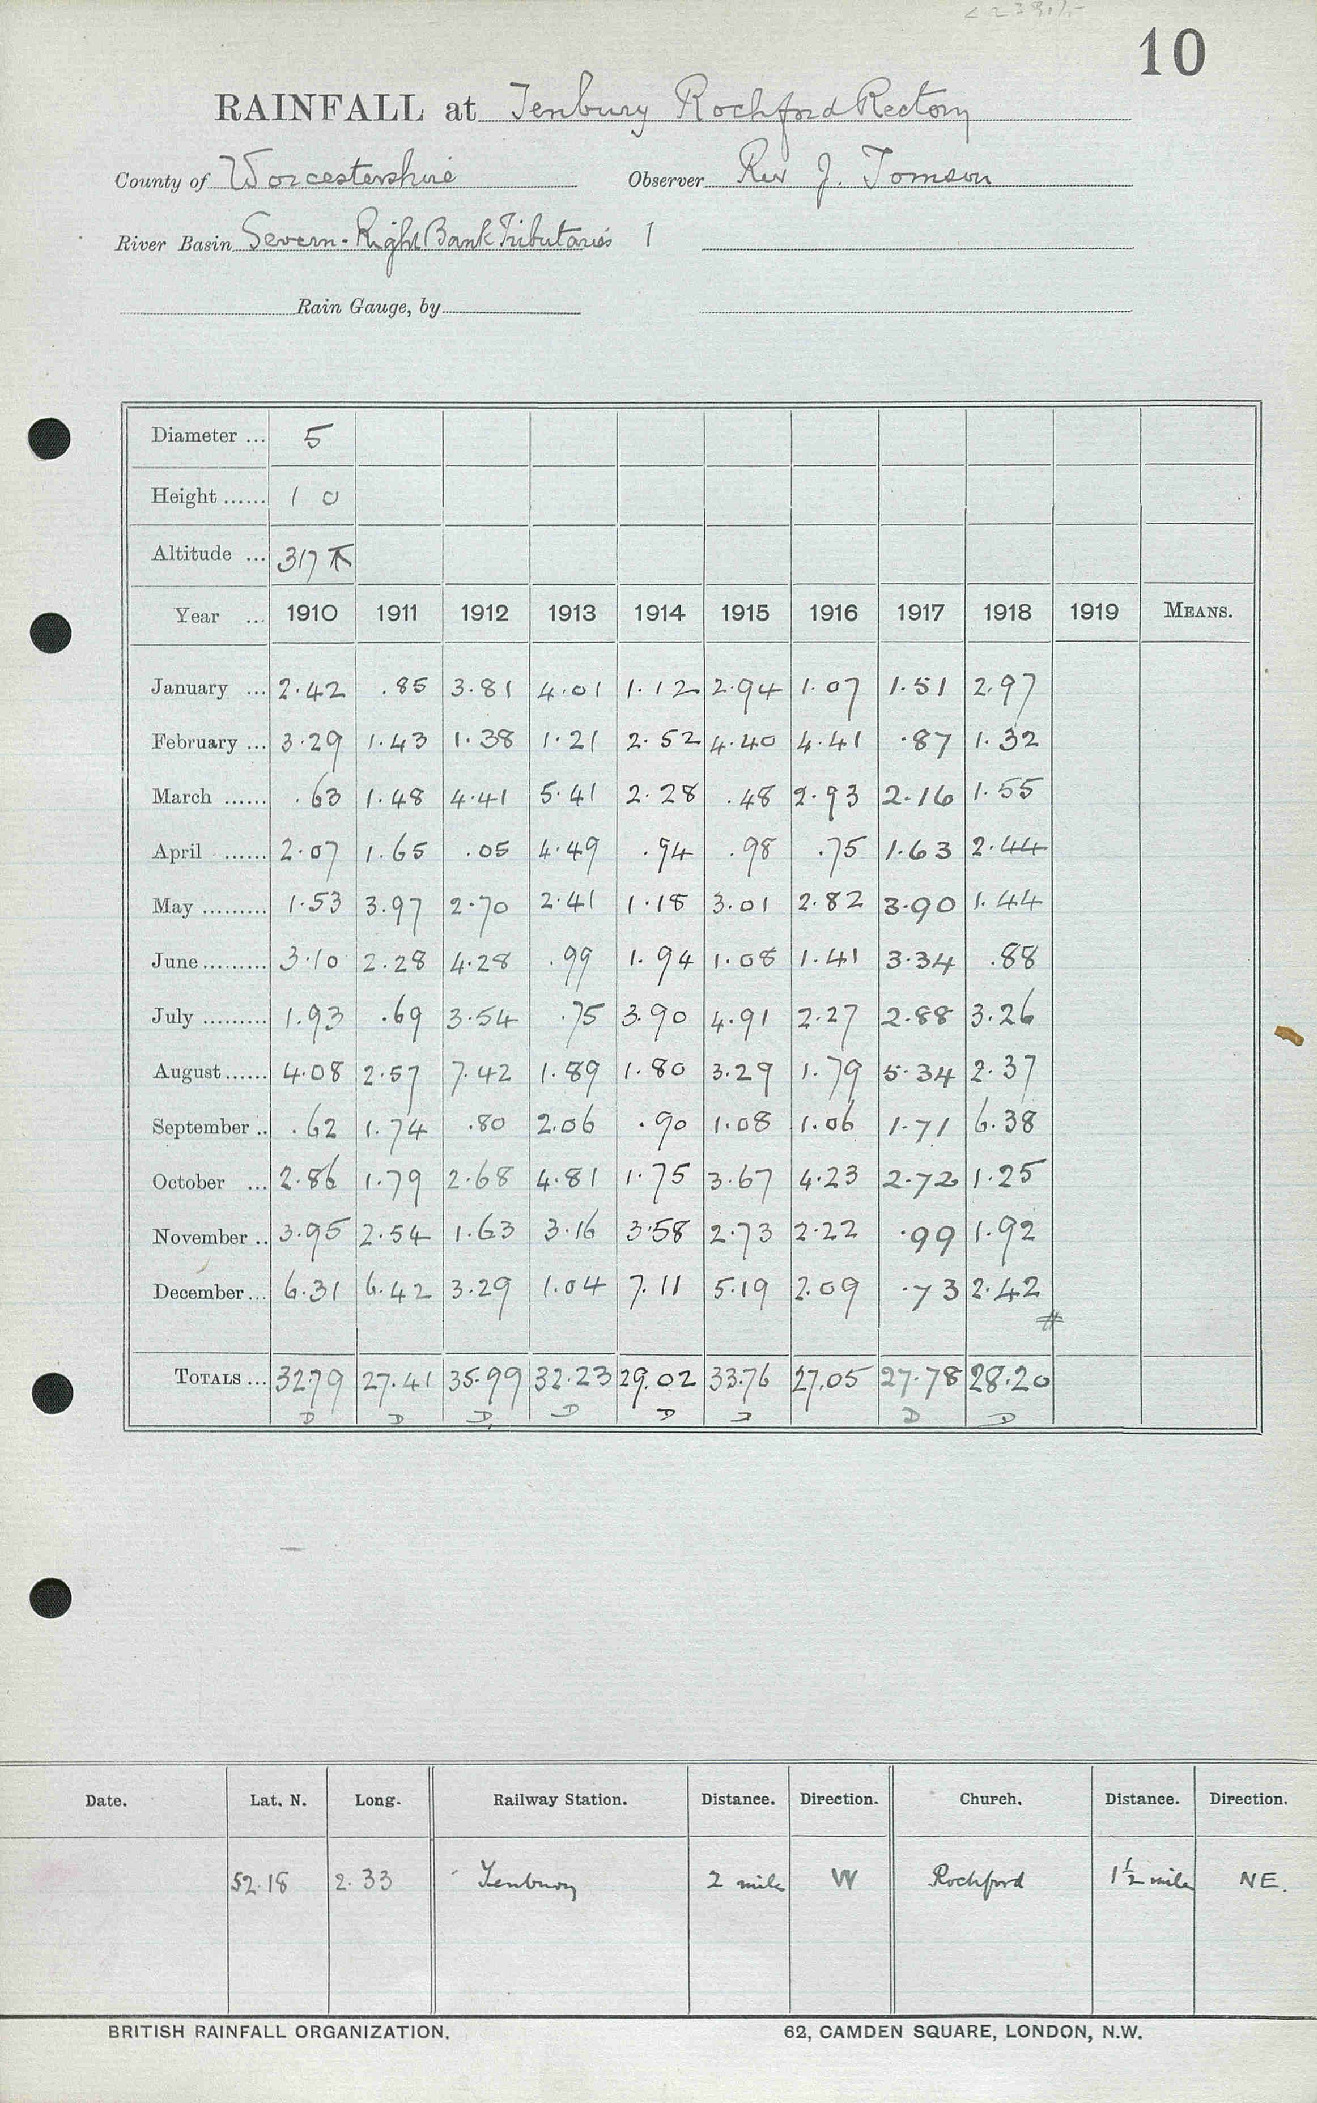 10
RAINFALL at Tenbury Rochford Rectory
County of Worcestershire Observer Rev J. Tomson
River Basin Severn - Right Bank Tributaries 1
Rain Gauge, by
Diameter ... 5
Height ...... 1 0
Altitude ... 317
Year ... 1910 1911 1912 1913 1914 1915 1916 1917 1918 1919 MEANS.
January ... 2.42 .85 3.81 4.01 1.12 2.94 1.07 1.51 2.97
February ... 3.29 1.43 1.38 1.21 2.52 4.40 4.41 .87 1.32
March ...... .63 1.48 4.41 5.41 2.28 .48 2.93 2.16 1.55
April ...... 2.07 1.65 .05 4.49 .94 .98 .75 1.63 2.44
May ......... 1.53 3.97 2.70 2.41 1.18 3.01 2.82 3.90 1.44
June ......... 3.10 2.28 4.28 .99 1.94 1.08 1.41 3.34 .88
July ......... 1.93 .69 3.54 .75 3.90 4.91 2.27 2.88 3.26
August ...... 4.08 2.57 7.42 1.89 1.80 3.29 1.79 5.34 2.37
September .. .62 1.74 .80 2.06 .90 1.08 1.06 1.71 6.38
October ... 2.86 1.79 2.68 4.81 1.75 3.67 4.23 2.72 1.25
November .. 3.95 2.54 1.63 3.16 3.58 2.73 2.22 .99 1.92
December ... 6.31 6.42 3.29 1.04 7.11 5.19 2.09 .73 2.42
#
TOTALS ... 32.79 27.41 35.99 32.23 29.02 33.76 27.05 27.78 28.20
D D D D D D D D
Date. Lat. N. Long. Railway Station. Distance. Direction. Church. Distance. Direction.
52.18 2.33 Tenbury 2 miles W Rochford 1½ mile NE.
BRITISH RAINFALL ORGANIZATION. 62, CAMDEN SQUARE, LONDON, N.W.